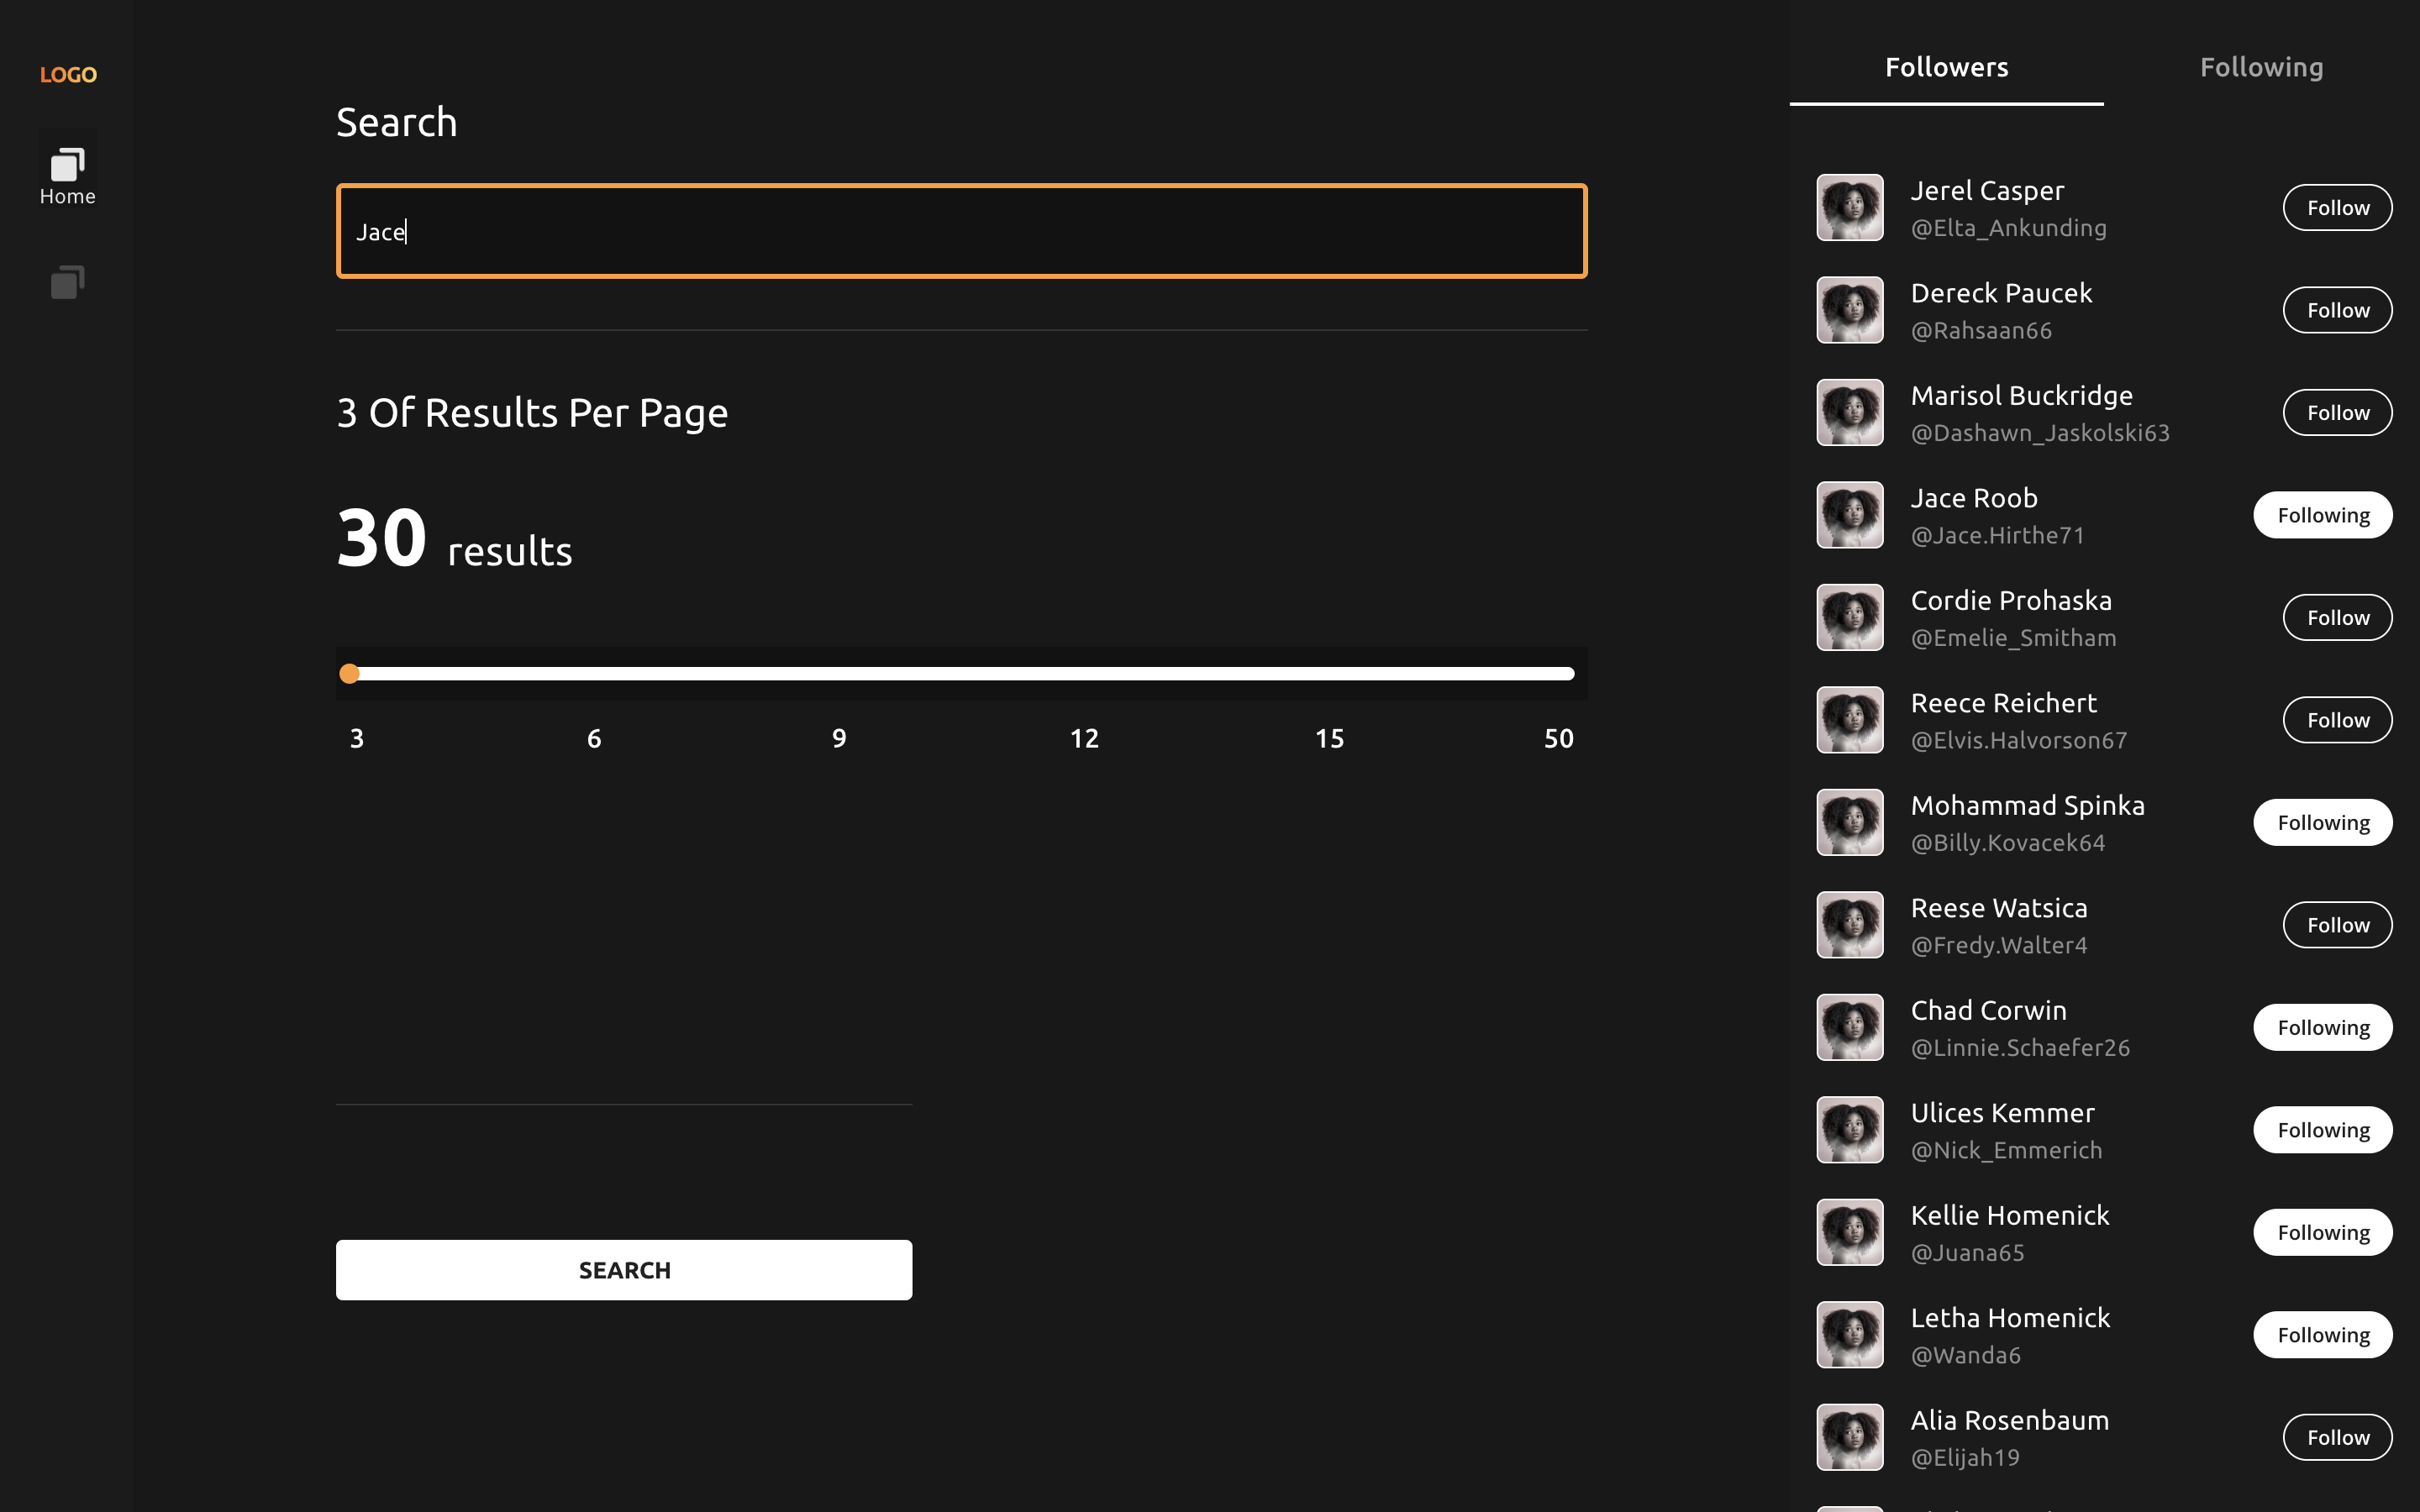 LOGO
Home
Search
Jace
3 Of Results Per Page
30 results
3 6 9 12 15 50
SEARCH
Followers Following
Jerel Casper
@Elta_Ankunding
Follow
Dereck Paucek
@Rahsaan66
Follow
Marisol Buckridge
@Dashawn_Jaskolski63
Follow
Jace Roob
@Jace.Hirthe71
Following
Cordie Prohaska
@Emelie_Smitham
Follow
Reece Reichert
@Elvis.Halvorson67
Follow
Mohammad Spinka
@Billy.Kovacek64
Following
Reese Watsica
@Fredy.Walter4
Follow
Chad Corwin
@Linnie.Schaefer26
Following
Ulices Kemmer
@Nick_Emmerich
Following
Kellie Homenick
@Juana65
Following
Letha Homenick
@Wanda6
Following
Alia Rosenbaum
@Elijah19
Follow